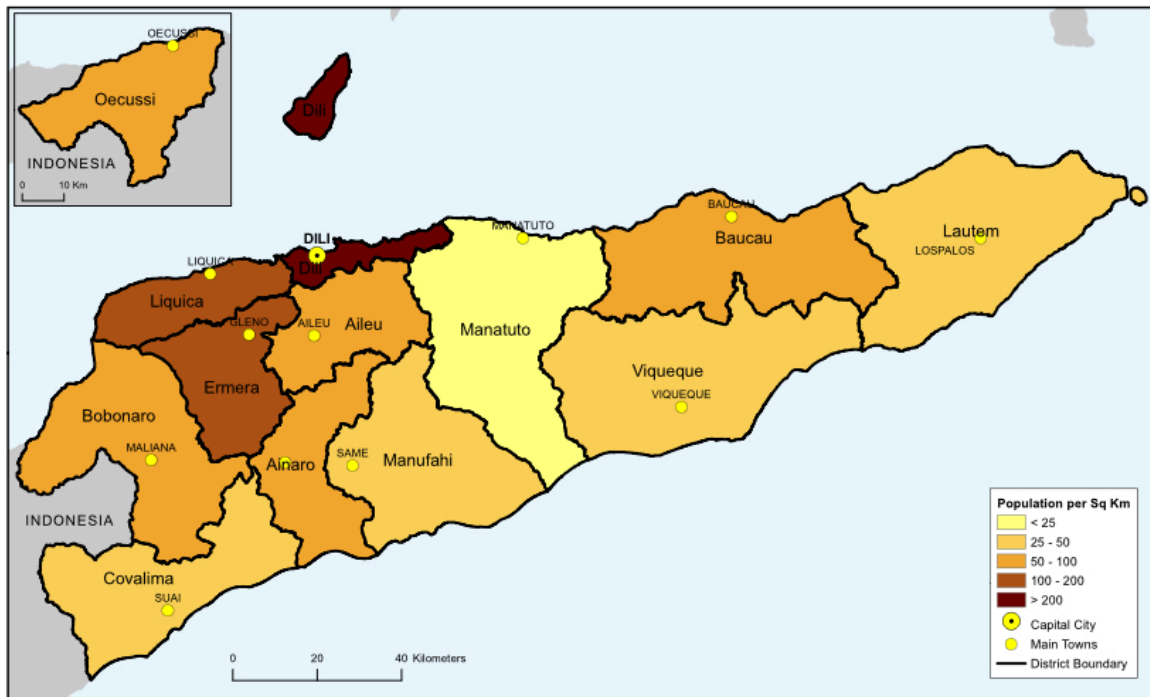 OECUSSI
Oecussi
INDONESIA
0 10 Km
Dili
DILI
Dili
LIQUICA
Liquica
GLENO
Ermera
AILEU
Aileu
MANATUTO
Manatuto
BAUCAU
Baucau
Lautem
LOSPALOS
Viqueque
VIQUEQUE
Bobonaro
MALIANA
Ainaro
SAME
Manufahi
INDONESIA
Covalima
SUAI
0 20 40 Kilometers
Population per Sq Km
< 25
25 - 50
50 - 100
100 - 200
> 200
Capital City
Main Towns
District Boundary